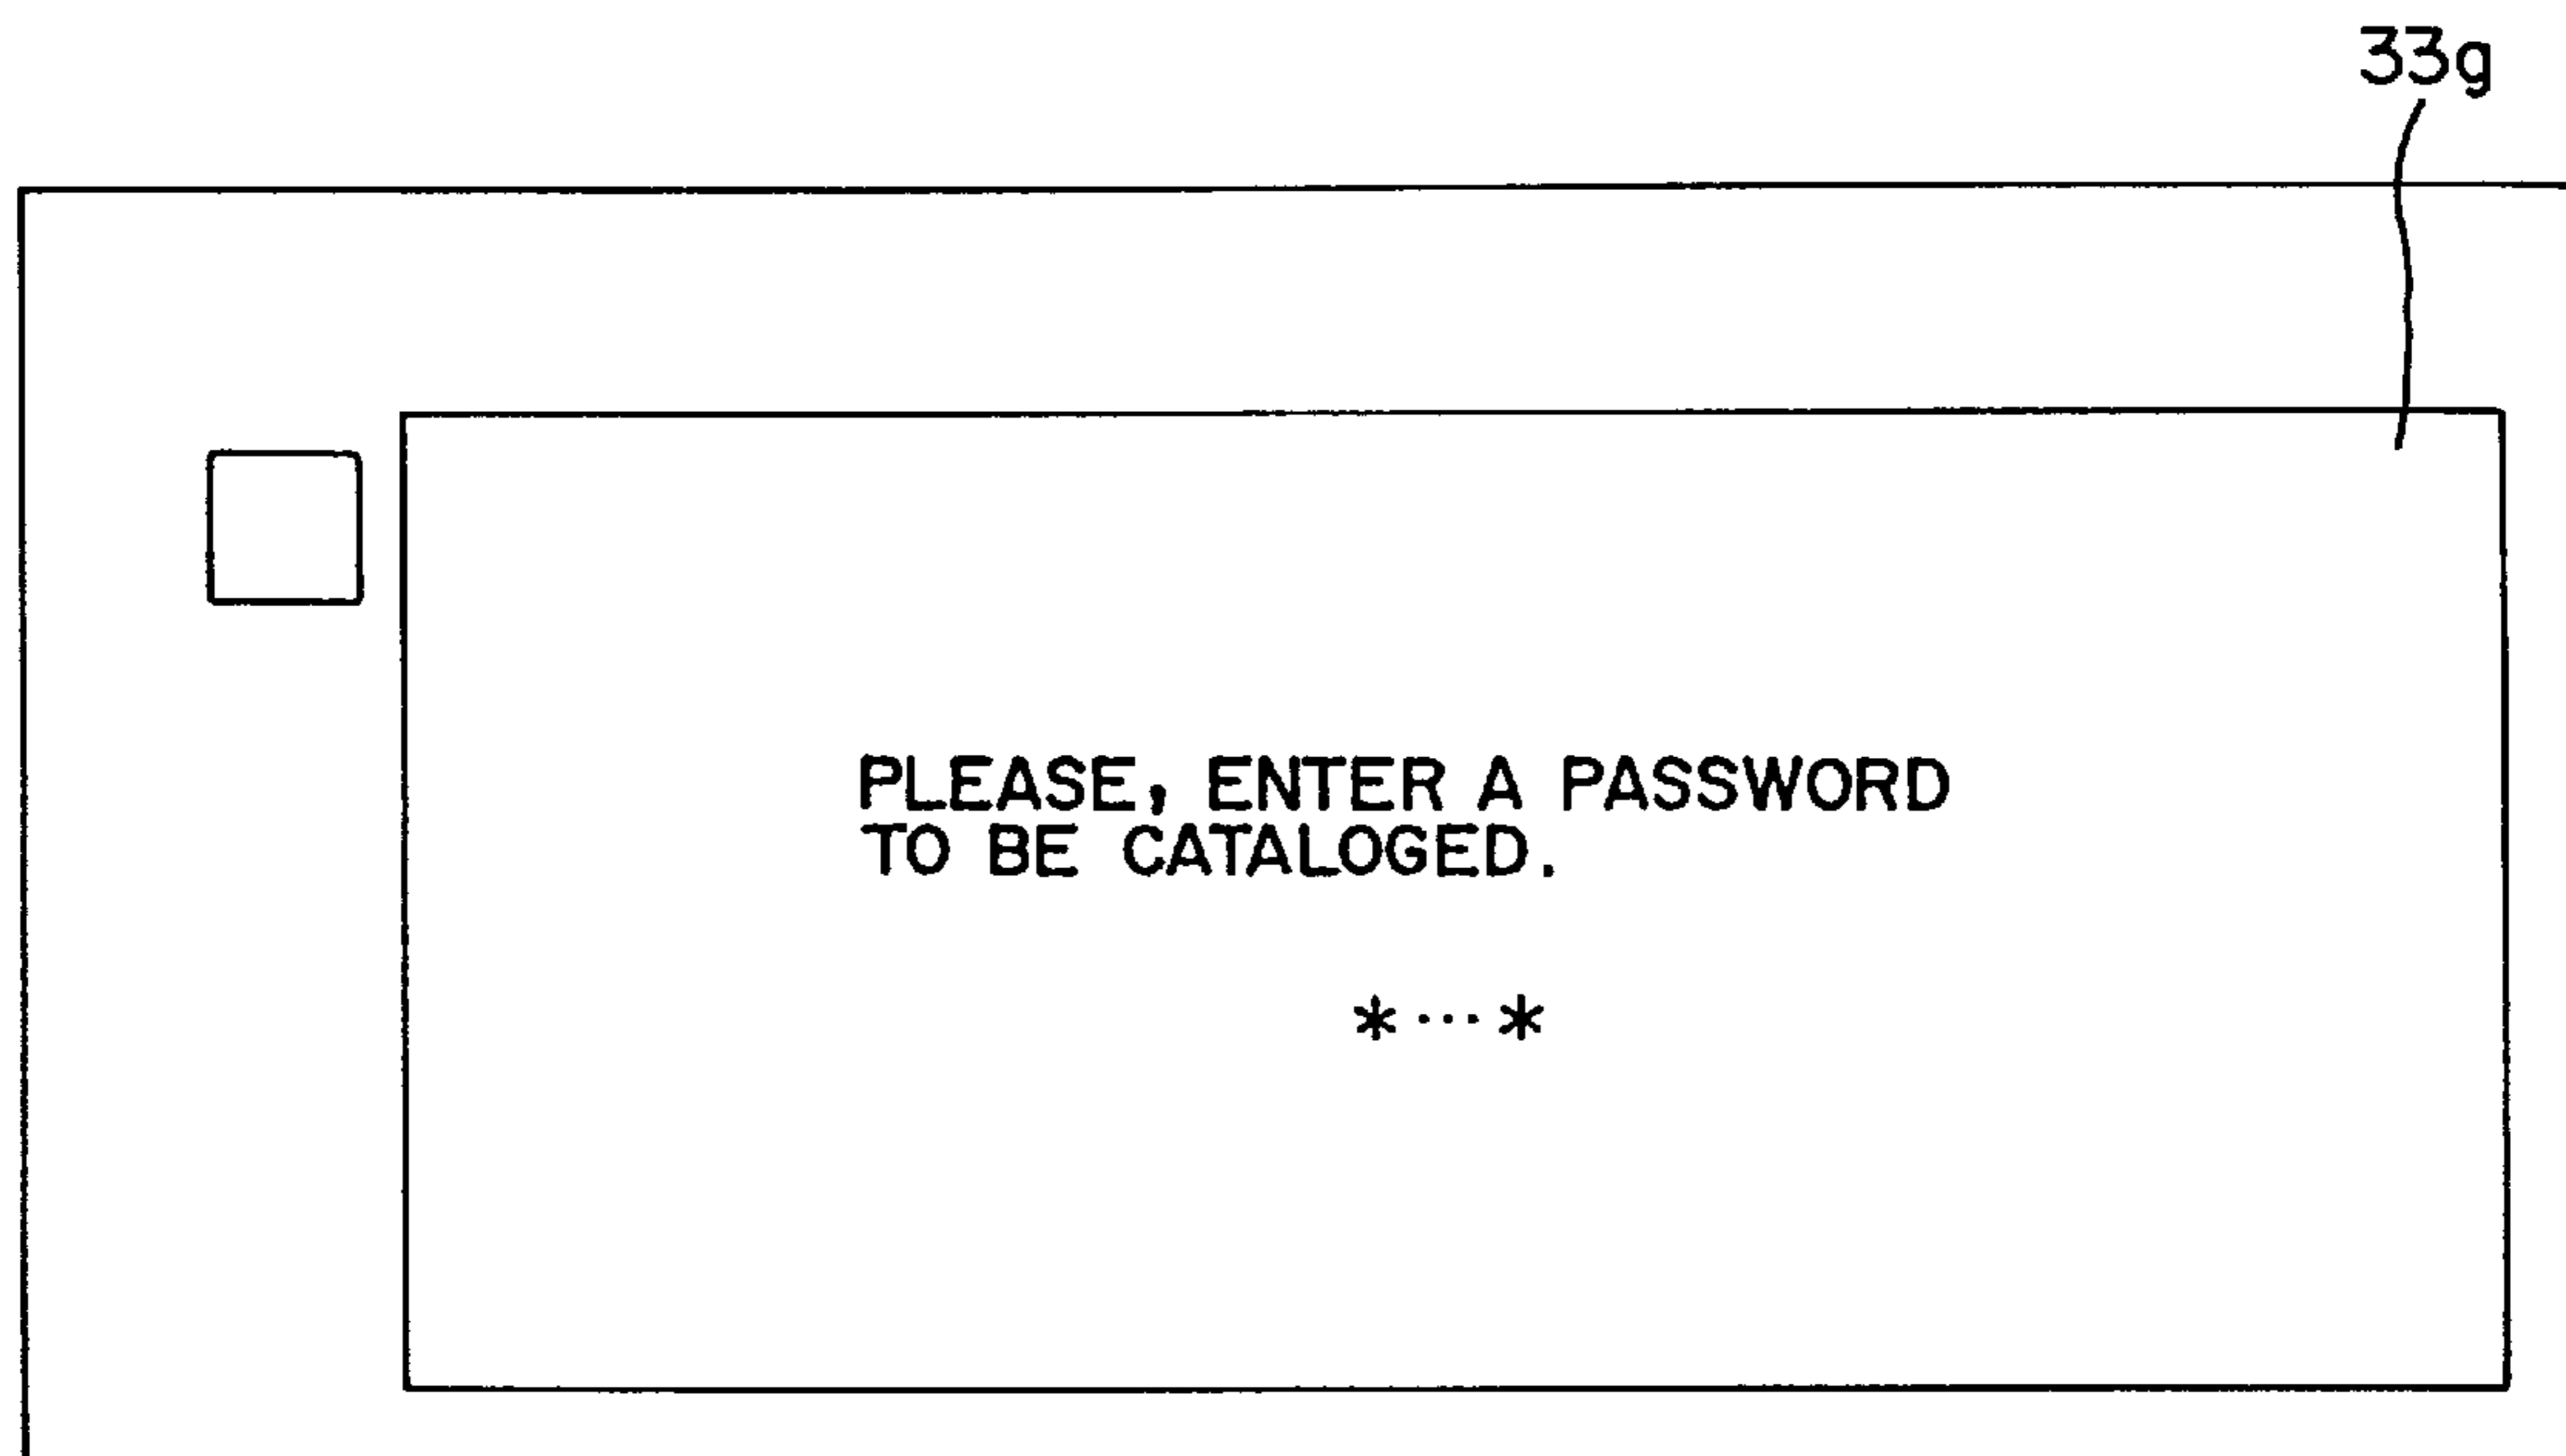 33g
PLEASE, ENTER A PASSWORD
TO BE CATALOGED.
*···*